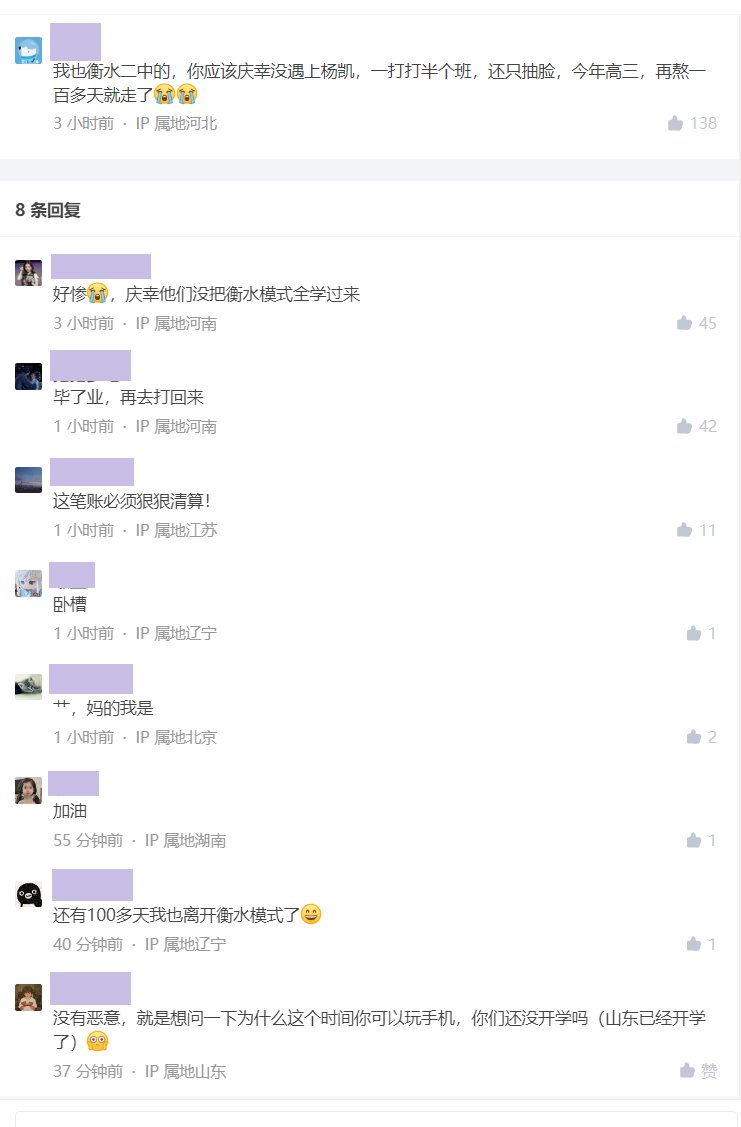 我也衡水二中的，你应该庆幸没遇上杨凯，一打打半个班，还只抽脸，今年高三，再熬一
百多天就走了😭😭
3 小时前 · IP 属地河北
138
8 条回复
好惨😭，庆幸他们没把衡水模式全学过来
3 小时前 · IP 属地河南
45
毕了业，再去打回来
1 小时前 · IP 属地河南
42
这笔账必须狠狠清算！
1 小时前 · IP 属地江苏
11
卧槽
1 小时前 · IP 属地辽宁
1
艹，妈的我是
1 小时前 · IP 属地北京
2
加油
55 分钟前 · IP 属地湖南
1
还有100多天我也离开衡水模式了😄
40 分钟前 · IP 属地辽宁
1
没有恶意，就是想问一下为什么这个时间你可以玩手机，你们还没开学吗（山东已经开学
了）🫢
37 分钟前 · IP 属地山东
赞